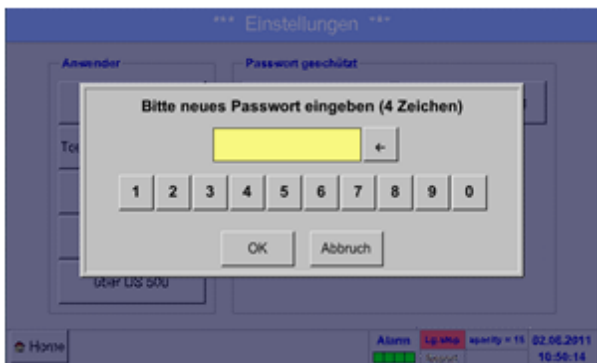 *** Einstellungen ***
Anwender
Passwort geschützt
Bitte neues Passwort eingeben (4 Zeichen)
←
1 2 3 4 5 6 7 8 9 0
OK Abbruch
über DS 500
Home
Alarm
02.08.2011
10:50:14